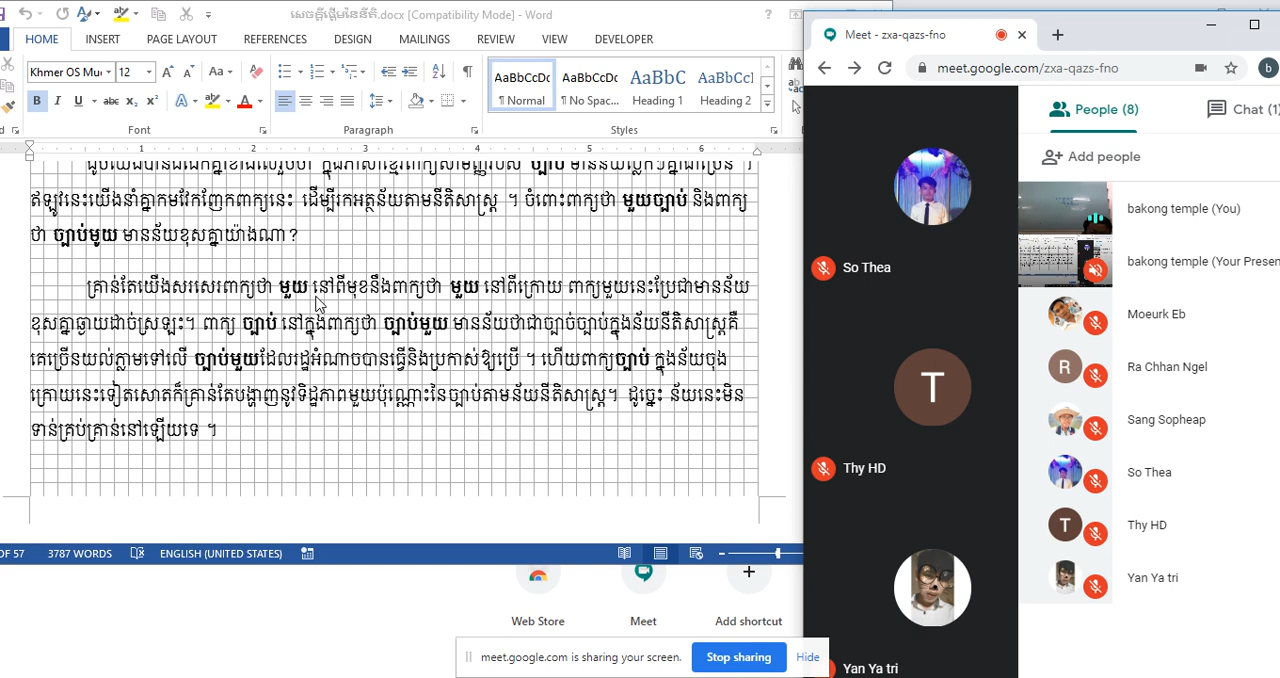 សេចក្តីផ្តើមនៃនីតិ.docx [Compatibility Mode] - Word
HOME INSERT PAGE LAYOUT REFERENCES DESIGN MAILINGS REVIEW VIEW DEVELOPER
Khmer OS Mu 12
AaBbCcDc AaBbCcDc AaBbC AaBbCcI
¶ Normal ¶ No Spac... Heading 1 Heading 2
Font Paragraph Styles
1 2 3 4 5 6
ឥឡូវនេះយើងនាំគ្នាកមវែកញែកពាក្យនេះ ដើម្បីរកអត្ថន័យតាមនីតិសាស្ត្រ ។ ចំពោះពាក្យថា មួយច្បាប់ និងពាក្យ
ថា ច្បាប់មូយ មានន័យខុសគ្នាយ៉ាងណា ?
គ្រាន់តែយើងសរសេរពាក្យថា មួយ នៅពីមុខនឹងពាក្យថា មួយ នៅពីក្រោយ ពាក្យមួយនេះប្រែជាមានន័យ
ខុសគ្នាឆ្ងាយដាច់ស្រឡះ។ ពាក្យ ច្បាប់ នៅក្នុងពាក្យថា ច្បាប់មួយ មានន័យថាជាច្បាច់ច្បាប់ក្នុងន័យនីតិសាស្ត្រគឺ
គេច្រើនយល់ភ្លាមទៅលើ ច្បាប់មួយដែលរដ្ឋអំណាចបានធ្វើនិងប្រកាស់ឱ្យប្រើ ។ ហើយពាក្យច្បាប់ ក្នុងន័យចុង
ក្រោយនេះទៀតសោតក៏គ្រាន់តែបង្ហាញនូវទិដ្ឋភាពមួយប៉ុណ្ណោះនៃច្បាប់តាមន័យនីតិសាស្ត្រ។ ដូច្នេះ ន័យនេះមិន
ទាន់គ្រប់គ្រាន់នៅឡើយទេ ។
OF 57 3787 WORDS ENGLISH (UNITED STATES)
Web Store Meet Add shortcut
meet.google.com is sharing your screen. Stop sharing Hide
Meet - zxa-qazs-fno
meet.google.com/zxa-qazs-fno
b
So Thea
T
Thy HD
Yan Ya tri
People (8) Chat (1)
Add people
bakong temple (You)
bakong temple (Your Presen
Moeurk Eb
R
Ra Chhan Ngel
Sang Sopheap
So Thea
T
Thy HD
Yan Ya tri